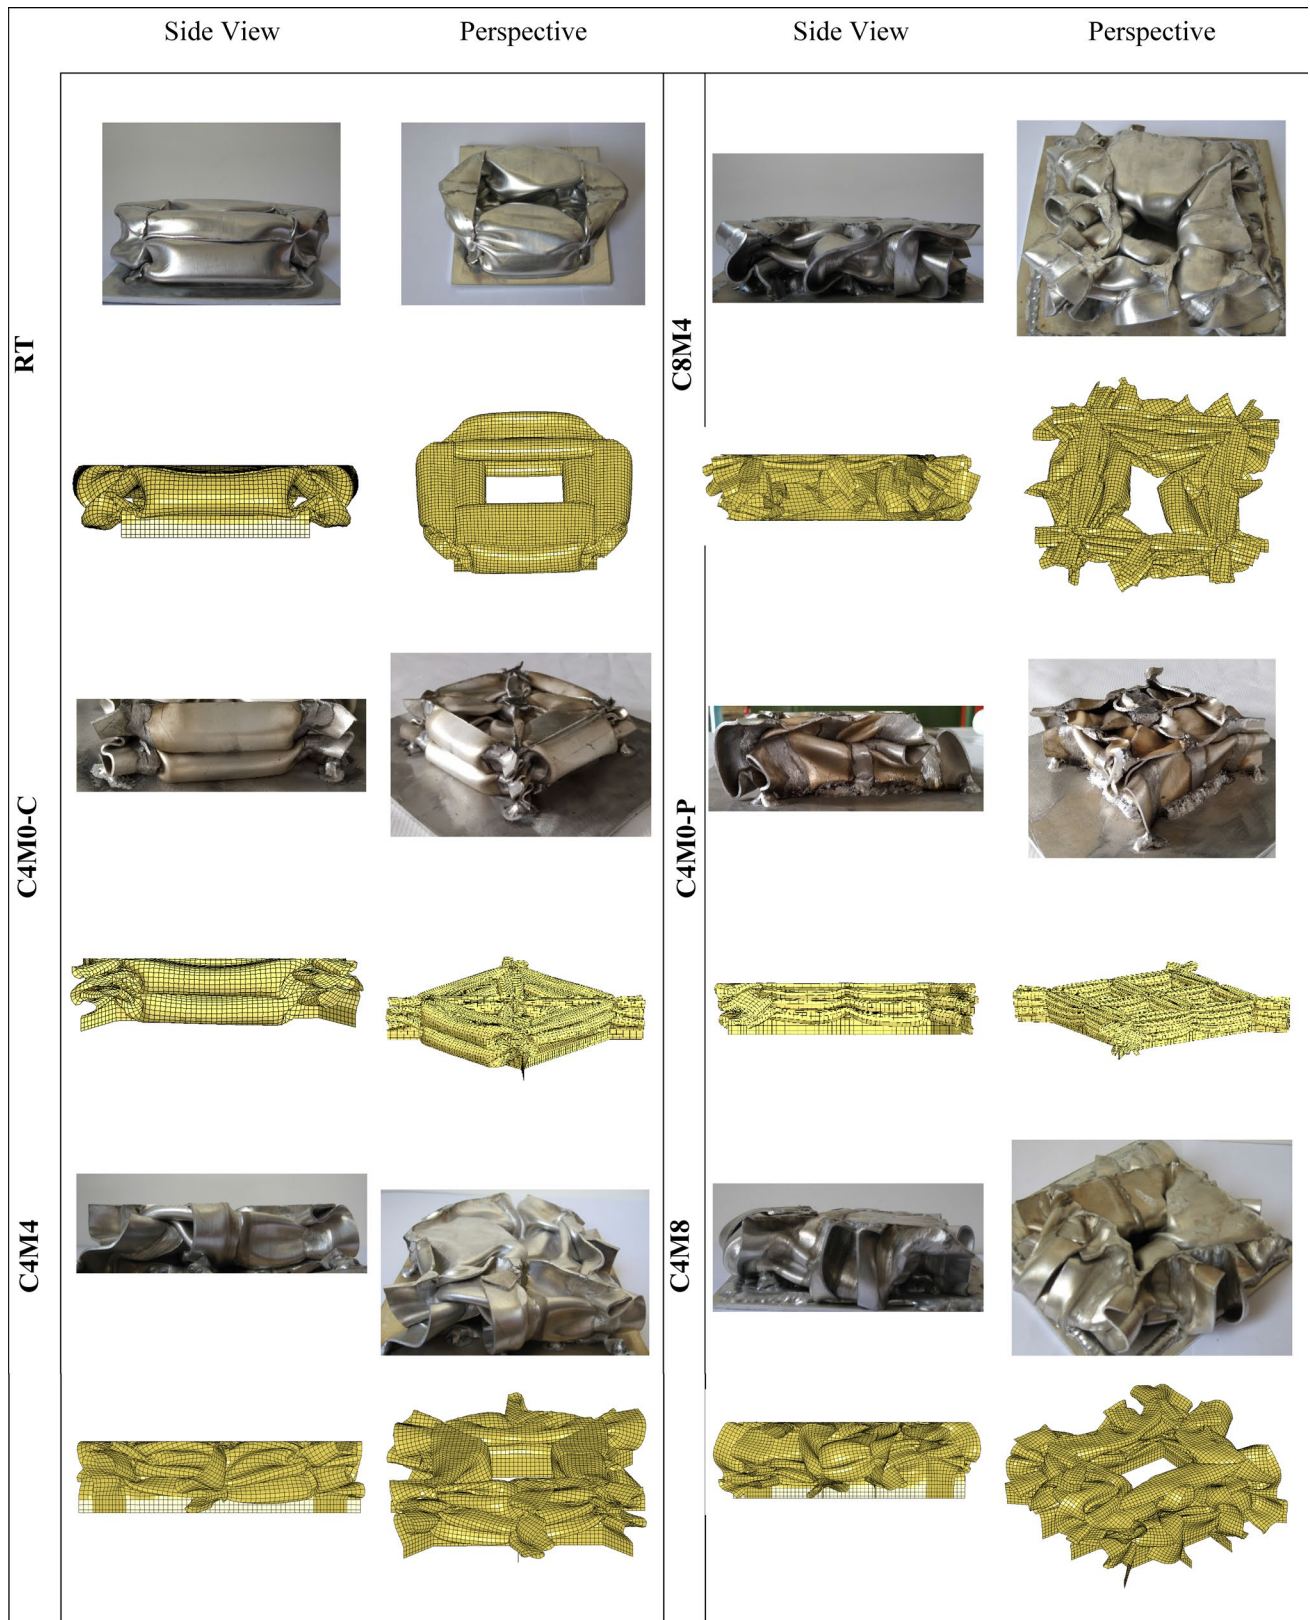 Side View Perspective Side View Perspective
RT
C8M4
C4M0-C
C4M0-P
C4M4
C4M8